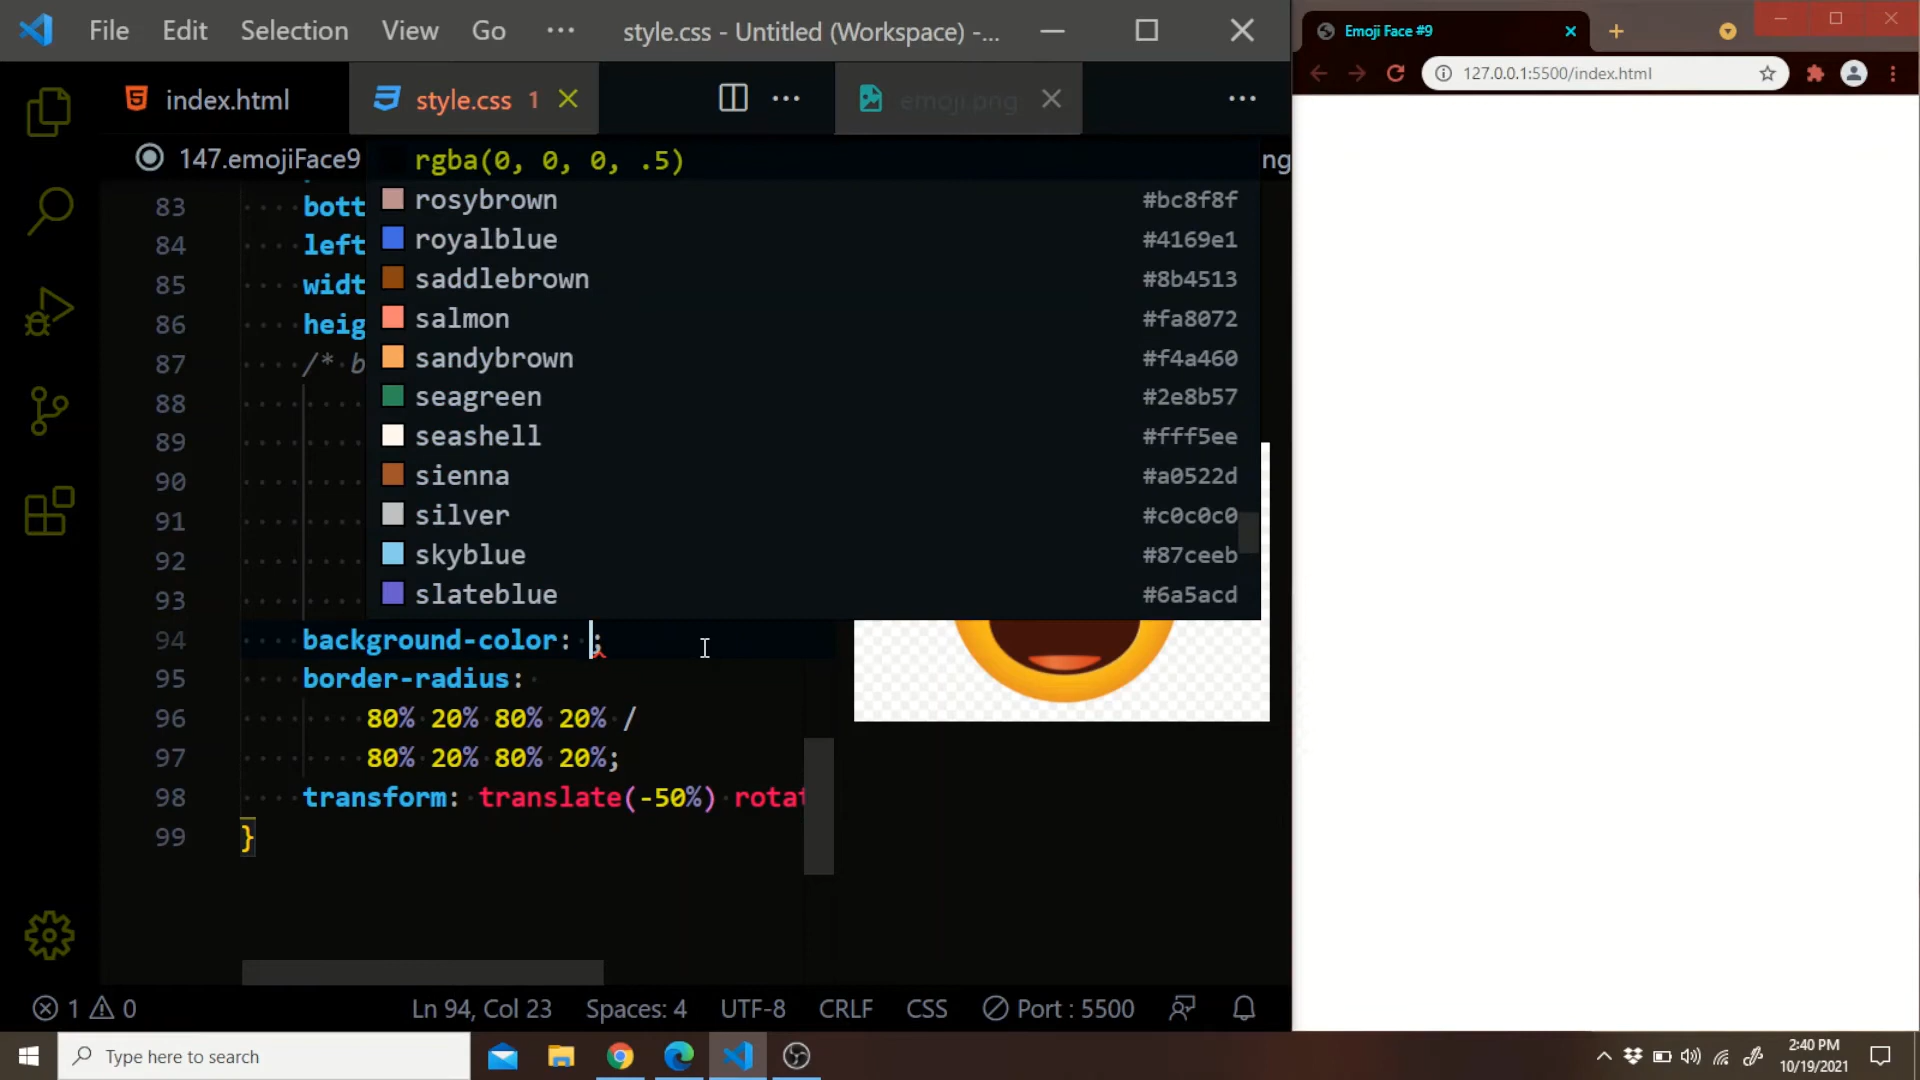 File Edit Selection View Go ··· style.css - Untitled (Workspace) -...
index.html style.css 1 emoji.png
147.emojiFace9 ng
rgba(0, 0, 0, .5)
rosybrown #bc8f8f
royalblue #4169e1
saddlebrown #8b4513
salmon #fa8072
sandybrown #f4a460
seagreen #2e8b57
seashell #fff5ee
sienna #a0522d
silver #c0c0c0
skyblue #87ceeb
slateblue #6a5acd
83 bott
84 left
85 widt
86 heig
87 /* b
88
89
90
91
92
93
94 background-color: ;
95 border-radius:
96 80% 20% 80% 20% /
97 80% 20% 80% 20%;
98 transform: translate(-50%) rotat
99 }
1 0 Ln 94, Col 23 Spaces: 4 UTF-8 CRLF CSS Port : 5500
Emoji Face #9
127.0.0.1:5500/index.html
Type here to search
2:40 PM
10/19/2021